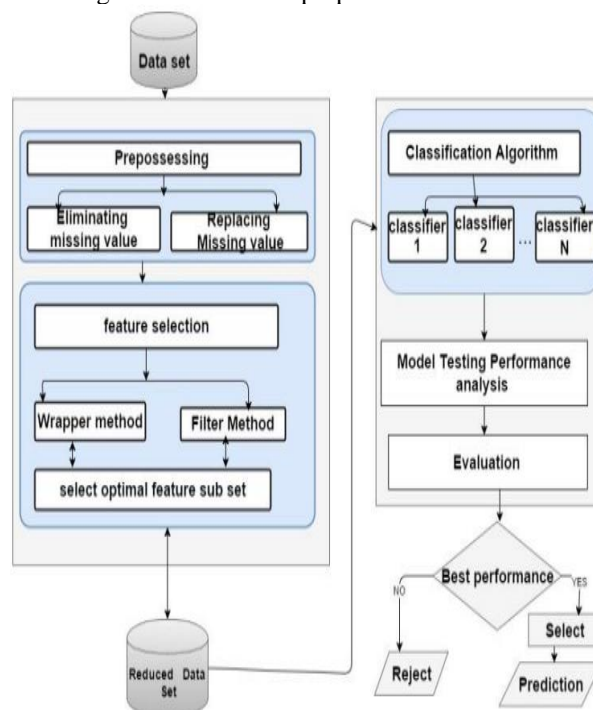 Data set
Prepossessing
Eliminating
missing value
Replacing
Missing value
feature selection
Wrapper method
Filter Method
select optimal feature sub set
Reduced Data
Set
Classification Algorithm
classifier
1
classifier
2
...
classifier
N
Model Testing Performance
analysis
Evaluation
Best performance
NO
YES
Reject
Select
Prediction